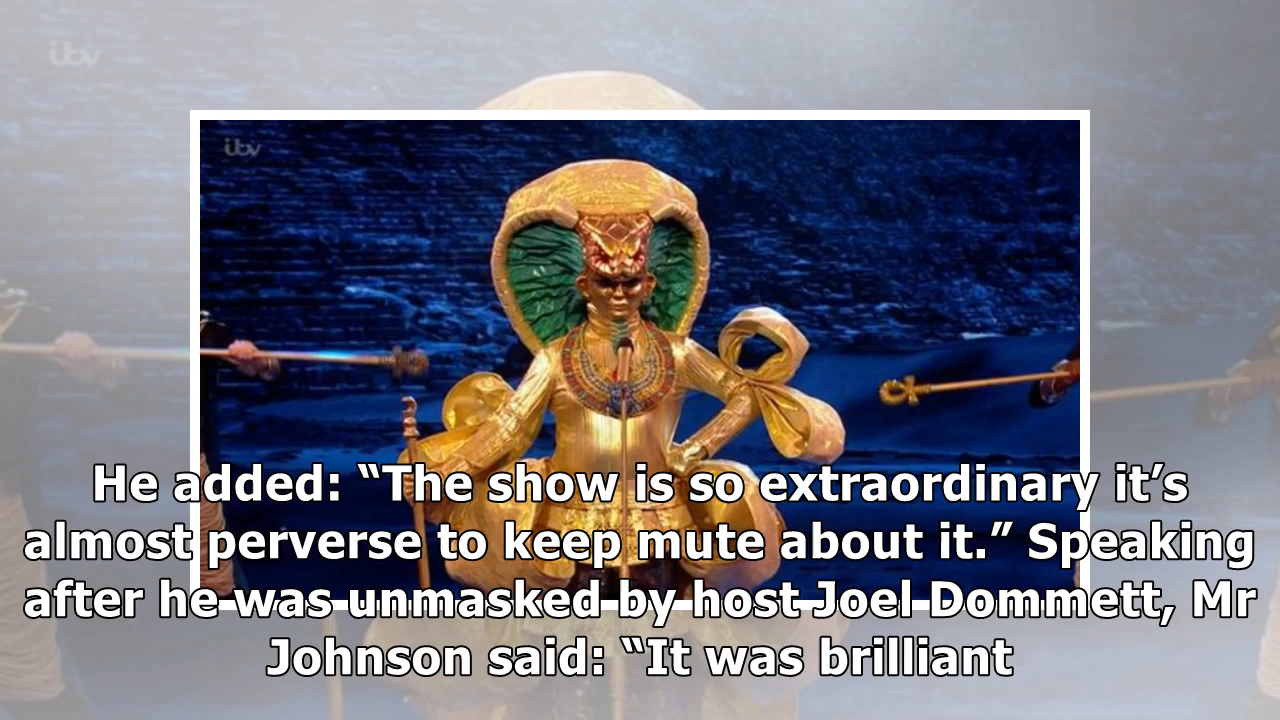 itv
itv
He added: “The show is so extraordinary it’s
almost perverse to keep mute about it.” Speaking
after he was unmasked by host Joel Dommett, Mr
Johnson said: “It was brilliant